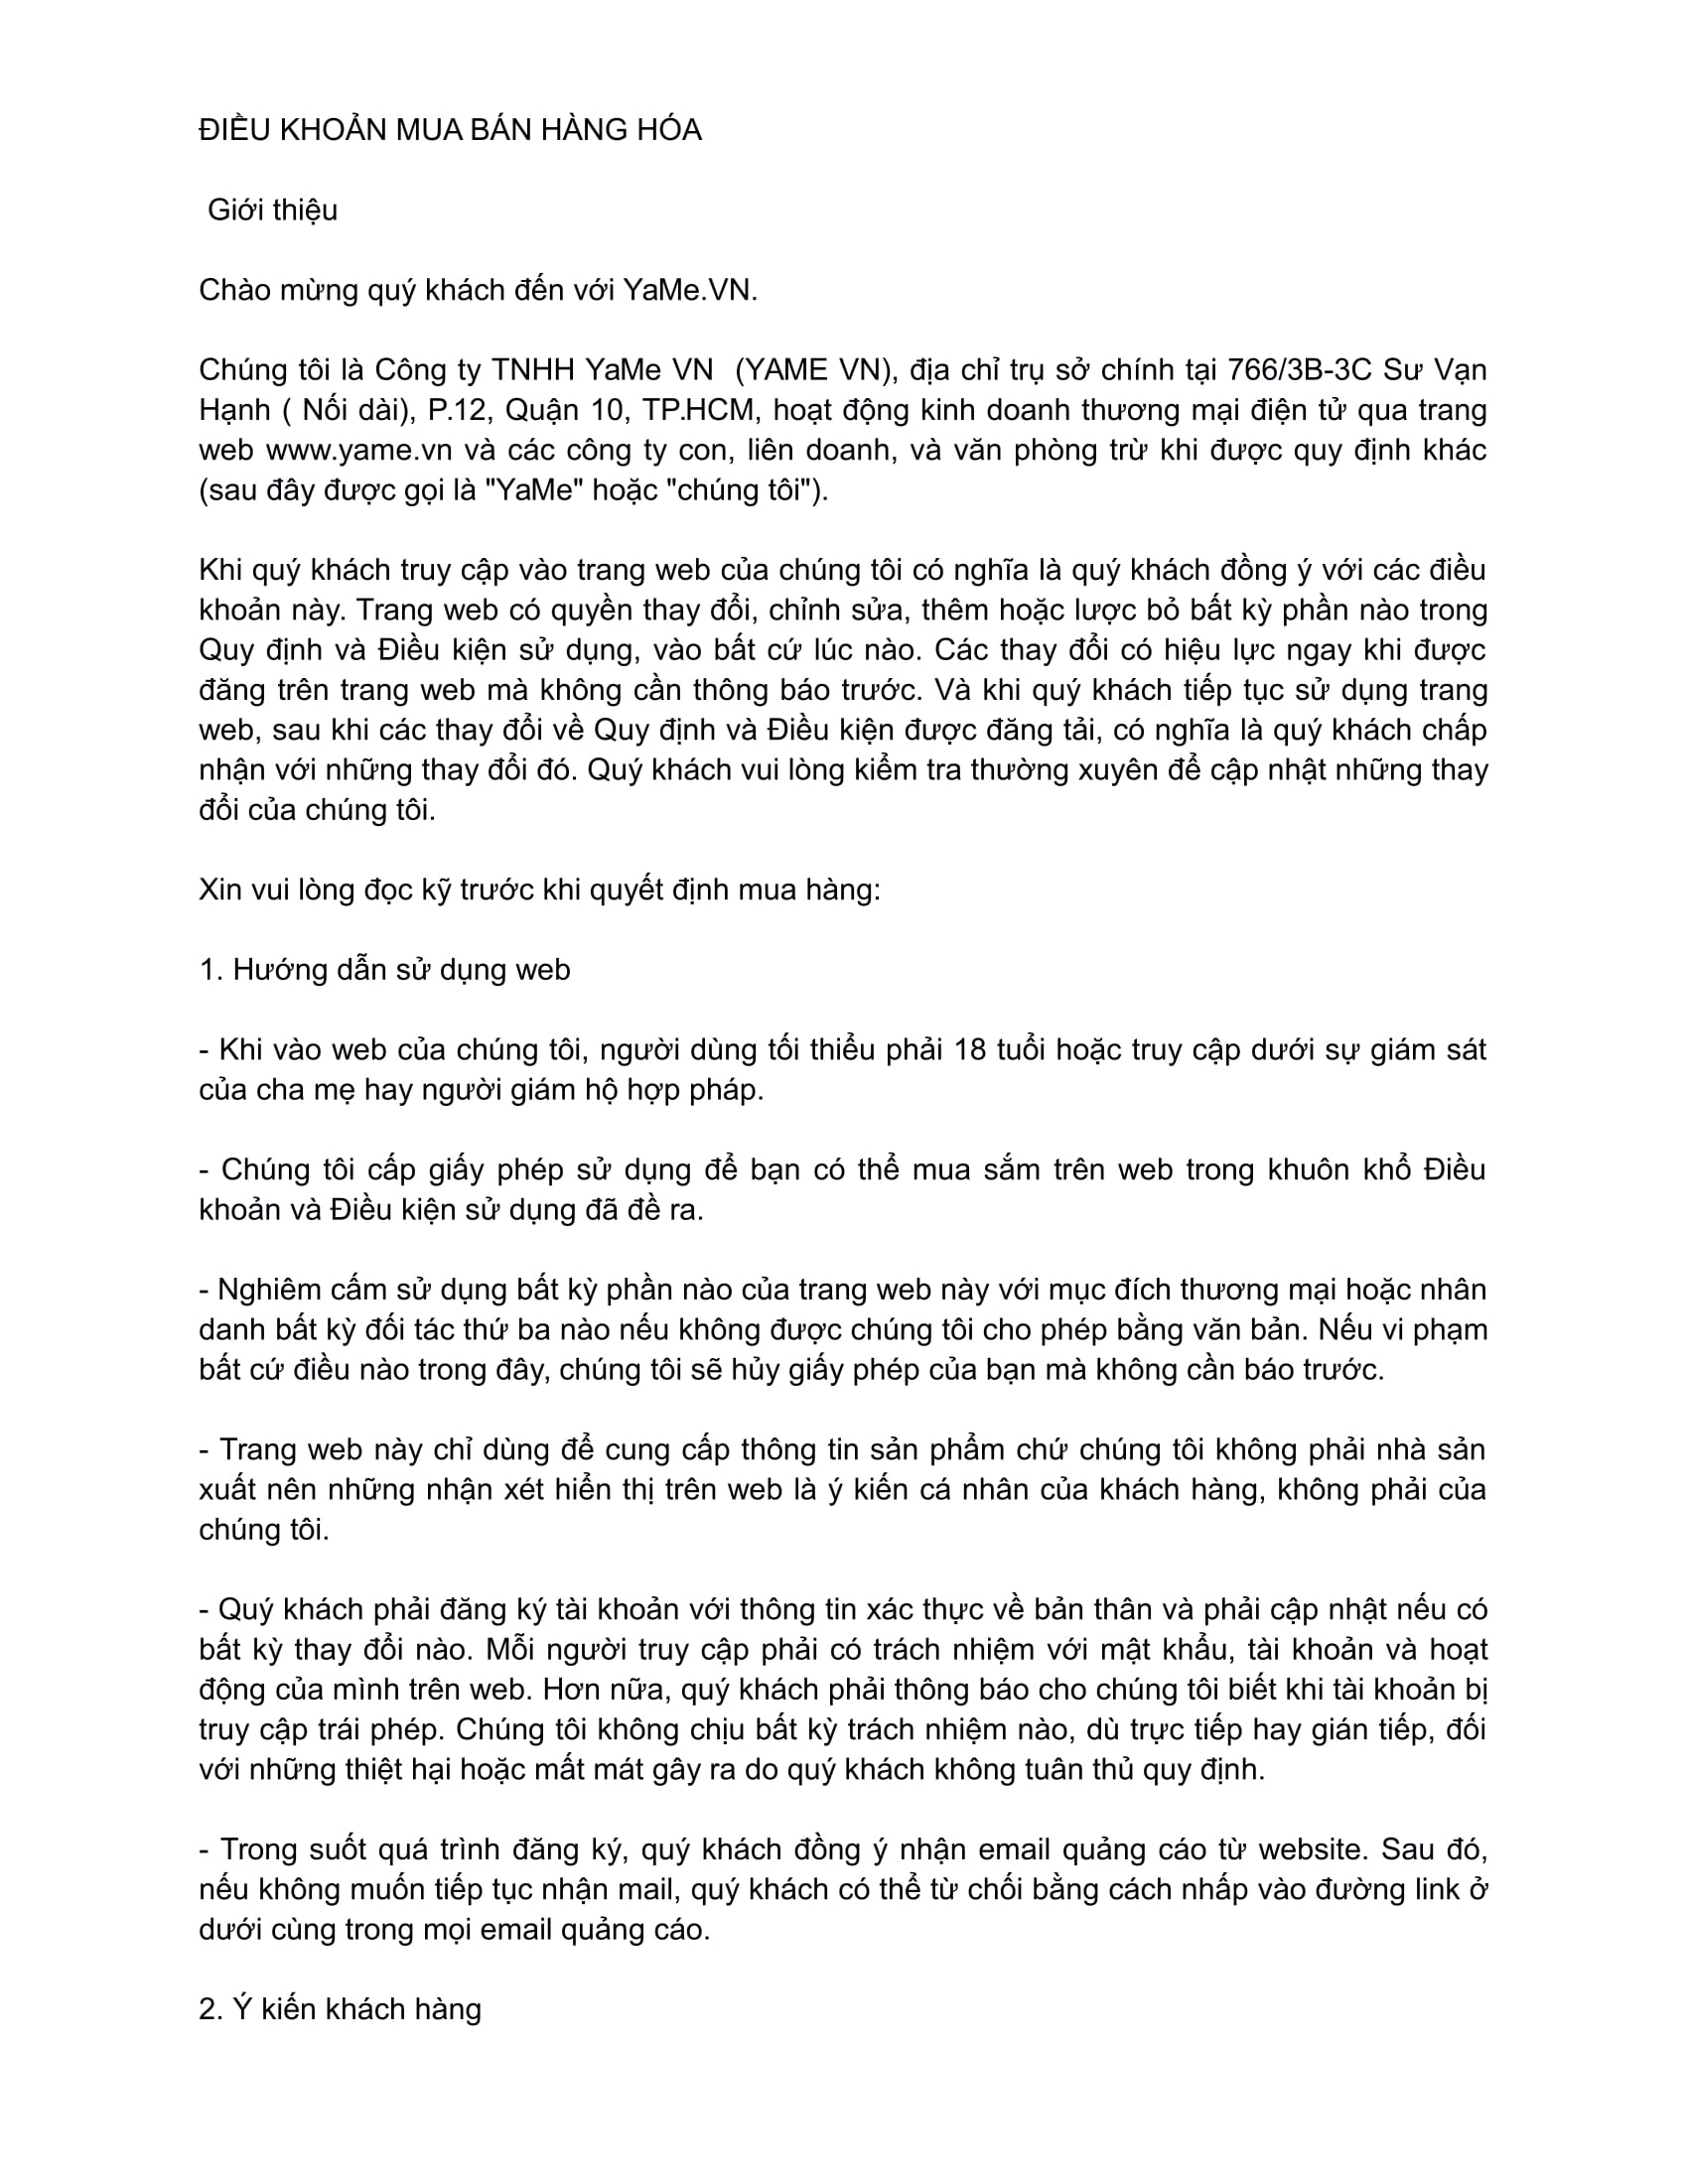 ĐIỀU KHOẢN MUA BÁN HÀNG HÓA
Giới thiệu
Chào mừng quý khách đến với YaMe.VN.
Chúng tôi là Công ty TNHH YaMe VN  (YAME VN), địa chỉ trụ sở chính tại 766/3B-3C Sư Vạn
Hạnh ( Nối dài), P.12, Quận 10, TP.HCM, hoạt động kinh doanh thương mại điện tử qua trang
web www.yame.vn và các công ty con, liên doanh, và văn phòng trừ khi được quy định khác
(sau đây được gọi là "YaMe" hoặc "chúng tôi").
Khi quý khách truy cập vào trang web của chúng tôi có nghĩa là quý khách đồng ý với các điều
khoản này. Trang web có quyền thay đổi, chỉnh sửa, thêm hoặc lược bỏ bất kỳ phần nào trong
Quy định và Điều kiện sử dụng, vào bất cứ lúc nào. Các thay đổi có hiệu lực ngay khi được
đăng trên trang web mà không cần thông báo trước. Và khi quý khách tiếp tục sử dụng trang
web, sau khi các thay đổi về Quy định và Điều kiện được đăng tải, có nghĩa là quý khách chấp
nhận với những thay đổi đó. Quý khách vui lòng kiểm tra thường xuyên để cập nhật những thay
đổi của chúng tôi.
Xin vui lòng đọc kỹ trước khi quyết định mua hàng:
1. Hướng dẫn sử dụng web
- Khi vào web của chúng tôi, người dùng tối thiểu phải 18 tuổi hoặc truy cập dưới sự giám sát
của cha mẹ hay người giám hộ hợp pháp.
- Chúng tôi cấp giấy phép sử dụng để bạn có thể mua sắm trên web trong khuôn khổ Điều
khoản và Điều kiện sử dụng đã đề ra.
- Nghiêm cấm sử dụng bất kỳ phần nào của trang web này với mục đích thương mại hoặc nhân
danh bất kỳ đối tác thứ ba nào nếu không được chúng tôi cho phép bằng văn bản. Nếu vi phạm
bất cứ điều nào trong đây, chúng tôi sẽ hủy giấy phép của bạn mà không cần báo trước.
- Trang web này chỉ dùng để cung cấp thông tin sản phẩm chứ chúng tôi không phải nhà sản
xuất nên những nhận xét hiển thị trên web là ý kiến cá nhân của khách hàng, không phải của
chúng tôi.
- Quý khách phải đăng ký tài khoản với thông tin xác thực về bản thân và phải cập nhật nếu có
bất kỳ thay đổi nào. Mỗi người truy cập phải có trách nhiệm với mật khẩu, tài khoản và hoạt
động của mình trên web. Hơn nữa, quý khách phải thông báo cho chúng tôi biết khi tài khoản bị
truy cập trái phép. Chúng tôi không chịu bất kỳ trách nhiệm nào, dù trực tiếp hay gián tiếp, đối
với những thiệt hại hoặc mất mát gây ra do quý khách không tuân thủ quy định.
- Trong suốt quá trình đăng ký, quý khách đồng ý nhận email quảng cáo từ website. Sau đó,
nếu không muốn tiếp tục nhận mail, quý khách có thể từ chối bằng cách nhấp vào đường link ở
dưới cùng trong mọi email quảng cáo.
2. Ý kiến khách hàng